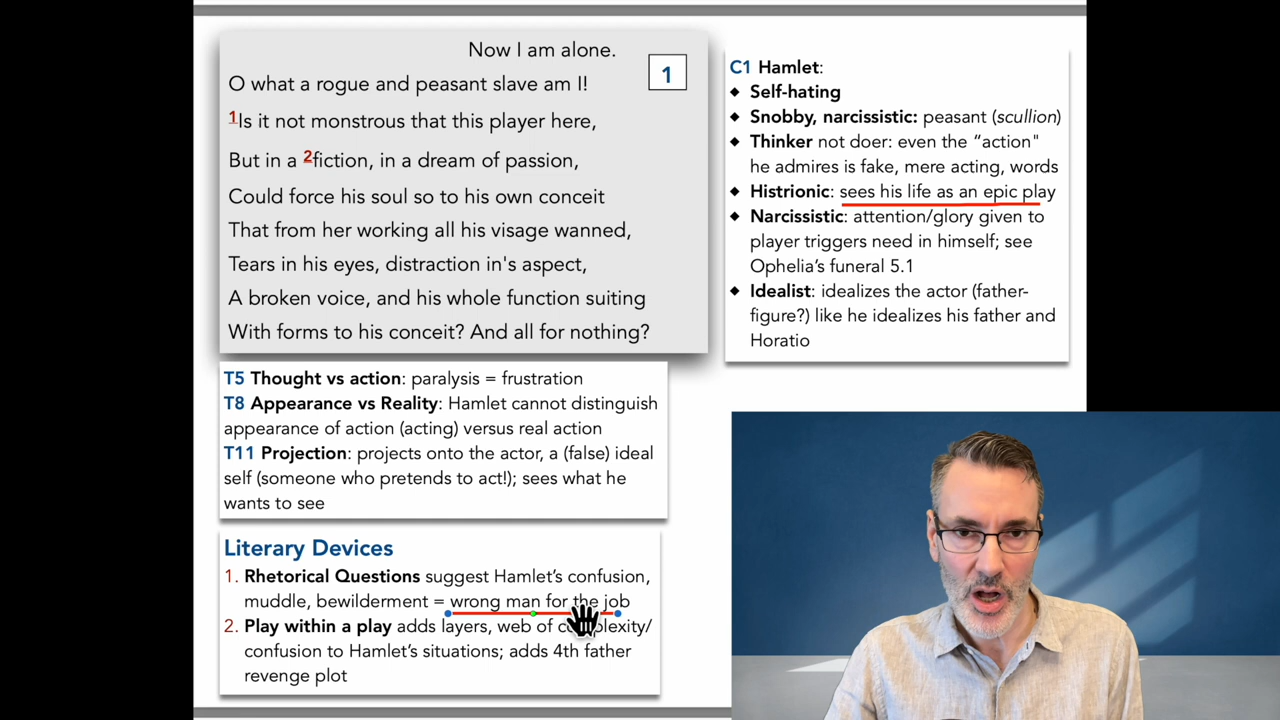 Now I am alone.
1
O what a rogue and peasant slave am I!
1Is it not monstrous that this player here,
But in a 2fiction, in a dream of passion,
Could force his soul so to his own conceit
That from her working all his visage wanned,
Tears in his eyes, distraction in's aspect,
A broken voice, and his whole function suiting
With forms to his conceit? And all for nothing?
C1 Hamlet:
◆ Self-hating
◆ Snobby, narcissistic: peasant (scullion)
◆ Thinker not doer: even the “action"
he admires is fake, mere acting, words
◆ Histrionic: sees his life as an epic play
◆ Narcissistic: attention/glory given to
player triggers need in himself; see
Ophelia’s funeral 5.1
◆ Idealist: idealizes the actor (father-
figure?) like he idealizes his father and
Horatio
T5 Thought vs action: paralysis = frustration
T8 Appearance vs Reality: Hamlet cannot distinguish
appearance of action (acting) versus real action
T11 Projection: projects onto the actor, a (false) ideal
self (someone who pretends to act!); sees what he
wants to see
Literary Devices
1. Rhetorical Questions suggest Hamlet’s confusion,
muddle, bewilderment = wrong man for the job
2. Play within a play adds layers, web of complexity/
confusion to Hamlet’s situations; adds 4th father
revenge plot